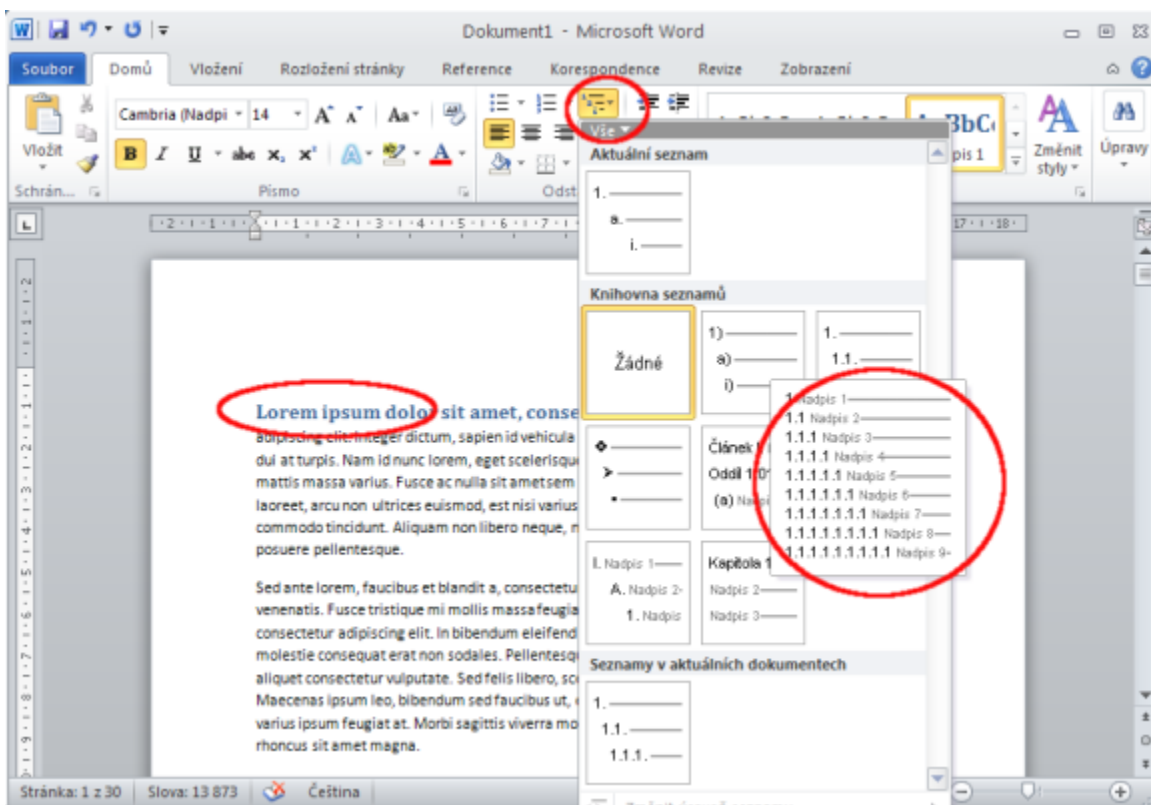 Dokument1 - Microsoft Word
Soubor Domů Vložení Rozložení stránky Reference Korespondence Revize Zobrazení
Cambria (Nadpi 14
Vložit
Změnit styly
Úpravy
Schrán... Písmo Odst
Vše
Aktuální seznam
1.
a.
i.
Knihovna seznamů
Žádné
1)
a)
i)
1.
1.1.
1 Nadpis 1
1.1 Nadpis 2
1.1.1 Nadpis 3
1.1.1.1 Nadpis 4
1.1.1.1.1 Nadpis 5
1.1.1.1.1.1 Nadpis 6
1.1.1.1.1.1.1 Nadpis 7
1.1.1.1.1.1.1.1 Nadpis 8
1.1.1.1.1.1.1.1.1 Nadpis 9
Článek
Oddíl
(a)
I. Nadpis 1
A. Nadpis 2
1. Nadpis
Kapitola 1
Nadpis 2
Nadpis 3
Seznamy v aktuálních dokumentech
1.
1.1.
1.1.1.
Lorem ipsum dolor sit amet, conse
adipiscing elit. Integer dictum, sapien id vehicula
dui at turpis. Nam id nunc lorem, eget scelerisqu
mattis massa varius. Fusce ac nulla sit amet sem
laoreet, arcu non ultrices euismod, est nisi varius
commodo tincidunt. Aliquam non libero neque,
posuere pellentesque.
Sed ante lorem, faucibus et blandit a, consectetu
venenatis. Fusce tristique mi mollis massa feugia
consectetur adipiscing elit. In bibendum eleifend
molestie consequat erat non sodales. Pellentesqu
aliquet consectetur vulputate. Sed felis libero, sc
Maecenas ipsum leo, bibendum sed faucibus ut,
varius ipsum feugiat at. Morbi sagittis viverra mo
rhoncus sit amet magna.
Stránka: 1 z 30 Slova: 13 873 Čeština